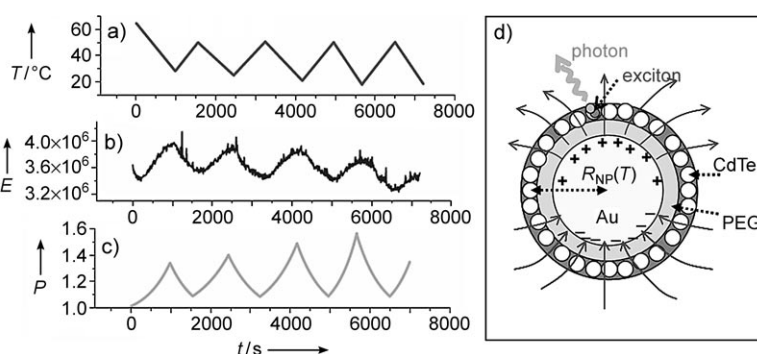 a)
T/°C
60
40
20
0 2000 4000 6000 8000
b)
E
4.0×10⁶
3.6×10⁶
3.2×10⁶
0 2000 4000 6000 8000
c)
P
1.6
1.4
1.2
1.0
0 2000 4000 6000 8000
t/s
d)
photon
exciton
CdTe
R_NP(T)
Au
PEG